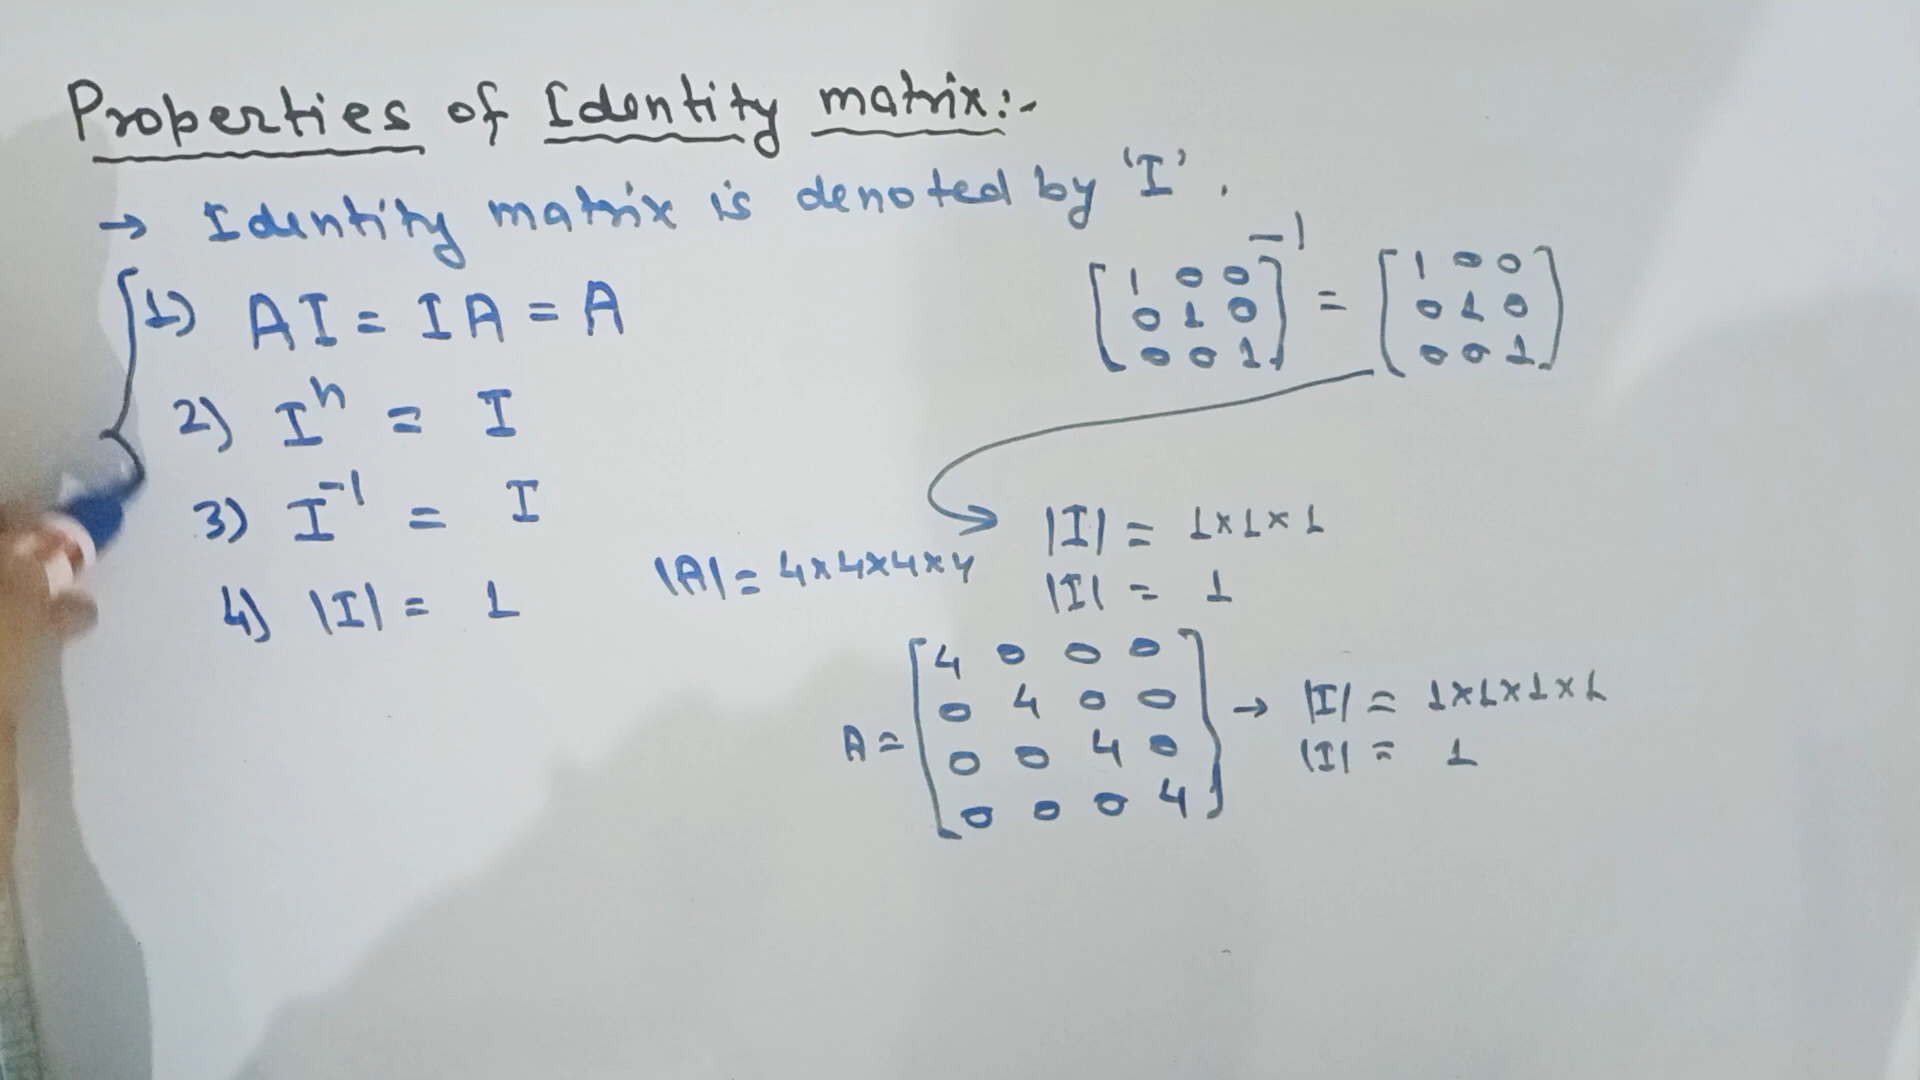 Properties of Identity matrix:-
→ Identity matrix is denoted by 'I'.
1) AI = IA = A
2) Iⁿ = I
3) I⁻¹ = I
4) |I| = 1
[1 0 0
0 1 0
0 0 1]⁻¹ = [1 0 0
0 1 0
0 0 1]
|I| = 1×1×1
|I| = 1
|A| = 4×4×4×4
A = [4 0 0 0
0 4 0 0
0 0 4 0
0 0 0 4]
→ |I| = 1×1×1×1
|I| = 1